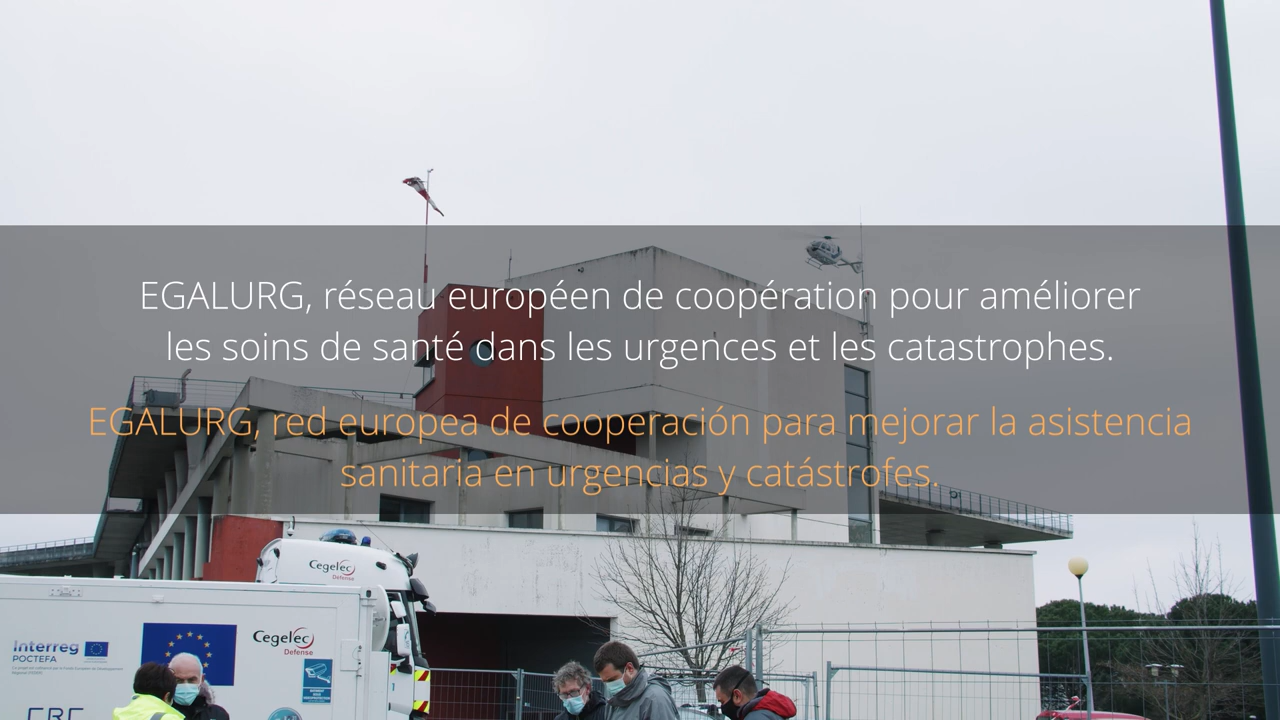 EGALURG, réseau européen de coopération pour améliorer
les soins de santé dans les urgences et les catastrophes.
EGALURG, red europea de cooperación para mejorar la asistencia
sanitaria en urgencias y catástrofes.
Cegelec
Defense
Interreg
POCTEFA
Cegelec
Defense